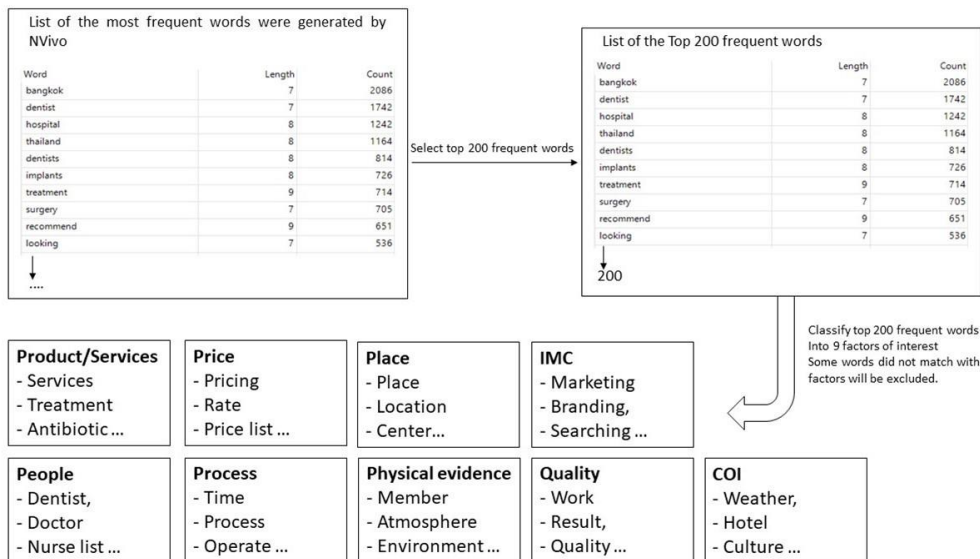 List of the most frequent words were generated by
NVivo
Word Length Count
bangkok 7 2086
dentist 7 1742
hospital 8 1242
thailand 8 1164
dentists 8 814
implants 8 726
treatment 9 714
surgery 7 705
recommend 9 651
looking 7 536
....
Select top 200 frequent words
List of the Top 200 frequent words
Word Length Count
bangkok 7 2086
dentist 7 1742
hospital 8 1242
thailand 8 1164
dentists 8 814
implants 8 726
treatment 9 714
surgery 7 705
recommend 9 651
looking 7 536
200
Classify top 200 frequent words
Into 9 factors of interest
Some words did not match with
factors will be excluded.
Product/Services
- Services
- Treatment
- Antibiotic ...
Price
- Pricing
- Rate
- Price list ...
Place
- Place
- Location
- Center...
IMC
- Marketing
- Branding,
- Searching ...
People
- Dentist,
- Doctor
- Nurse list ...
Process
- Time
- Process
- Operate ...
Physical evidence
- Member
- Atmosphere
- Environment ...
Quality
- Work
- Result,
- Quality ...
COI
- Weather,
- Hotel
- Culture ...